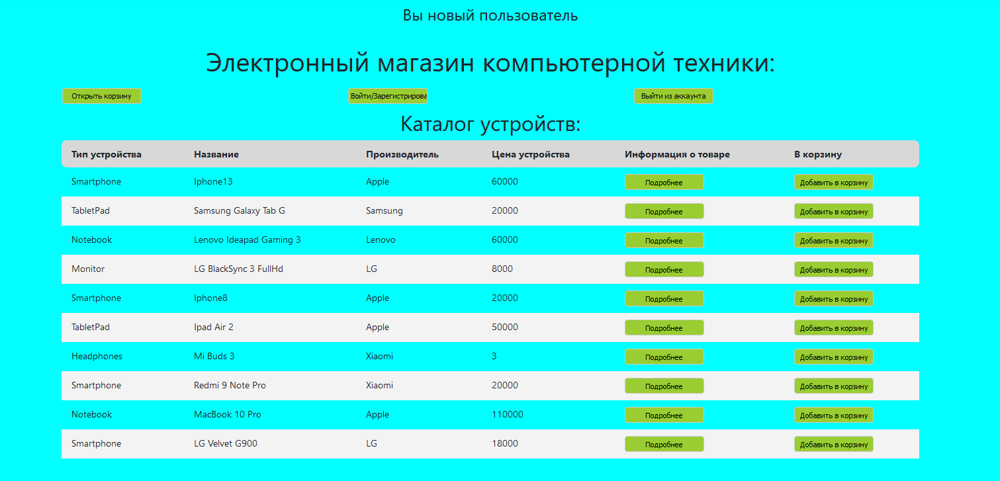 Вы новый пользователь
Электронный магазин компьютерной техники:
Открыть корзину Войти/Зарегистрирова Выйти из аккаунта
Каталог устройств:
Тип устройства Название Производитель Цена устройства Информация о товаре В корзину
Smartphone Iphone13 Apple 60000 Подробнее Добавить в корзину
TabletPad Samsung Galaxy Tab G Samsung 20000 Подробнее Добавить в корзину
Notebook Lenovo Ideapad Gaming 3 Lenovo 60000 Подробнее Добавить в корзину
Monitor LG BlackSync 3 FullHd LG 8000 Подробнее Добавить в корзину
Smartphone Iphone8 Apple 20000 Подробнее Добавить в корзину
TabletPad Ipad Air 2 Apple 50000 Подробнее Добавить в корзину
Headphones Mi Buds 3 Xiaomi 3 Подробнее Добавить в корзину
Smartphone Redmi 9 Note Pro Xiaomi 20000 Подробнее Добавить в корзину
Notebook MacBook 10 Pro Apple 110000 Подробнее Добавить в корзину
Smartphone LG Velvet G900 LG 18000 Подробнее Добавить в корзину